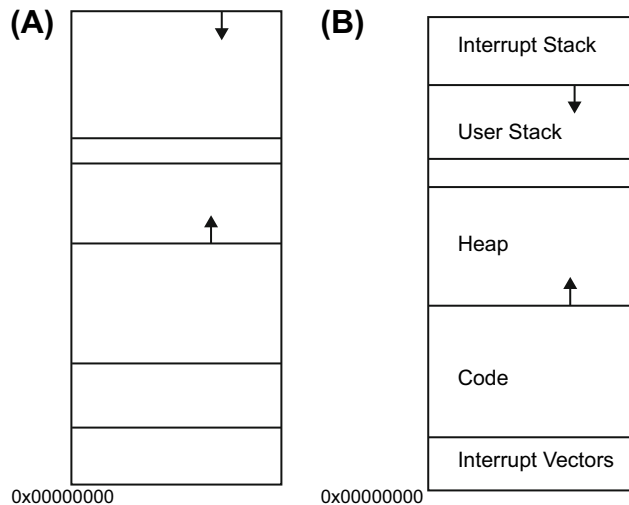 (A)
0x00000000
(B)
Interrupt Stack
User Stack
Heap
Code
Interrupt Vectors
0x00000000